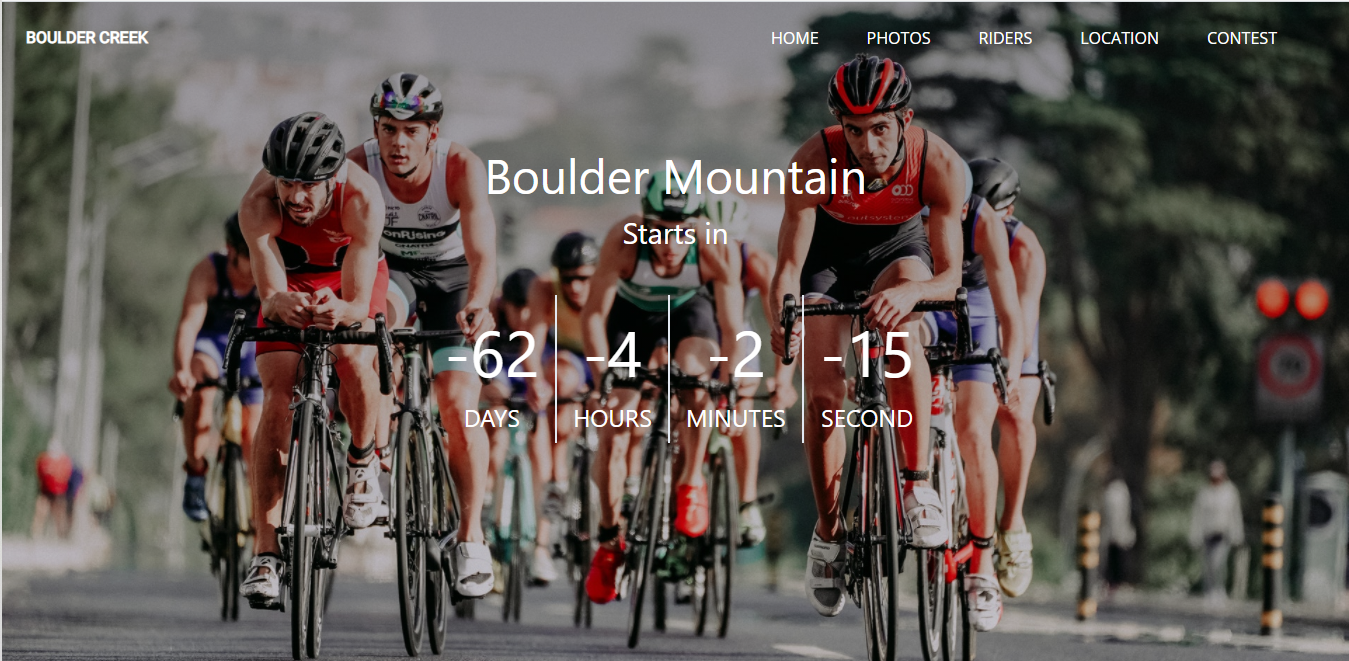 BOULDER CREEK
HOME PHOTOS RIDERS LOCATION CONTEST
Boulder Mountain
Starts in
-62 -4 -2 -15
DAYS HOURS MINUTES SECOND
outsystems